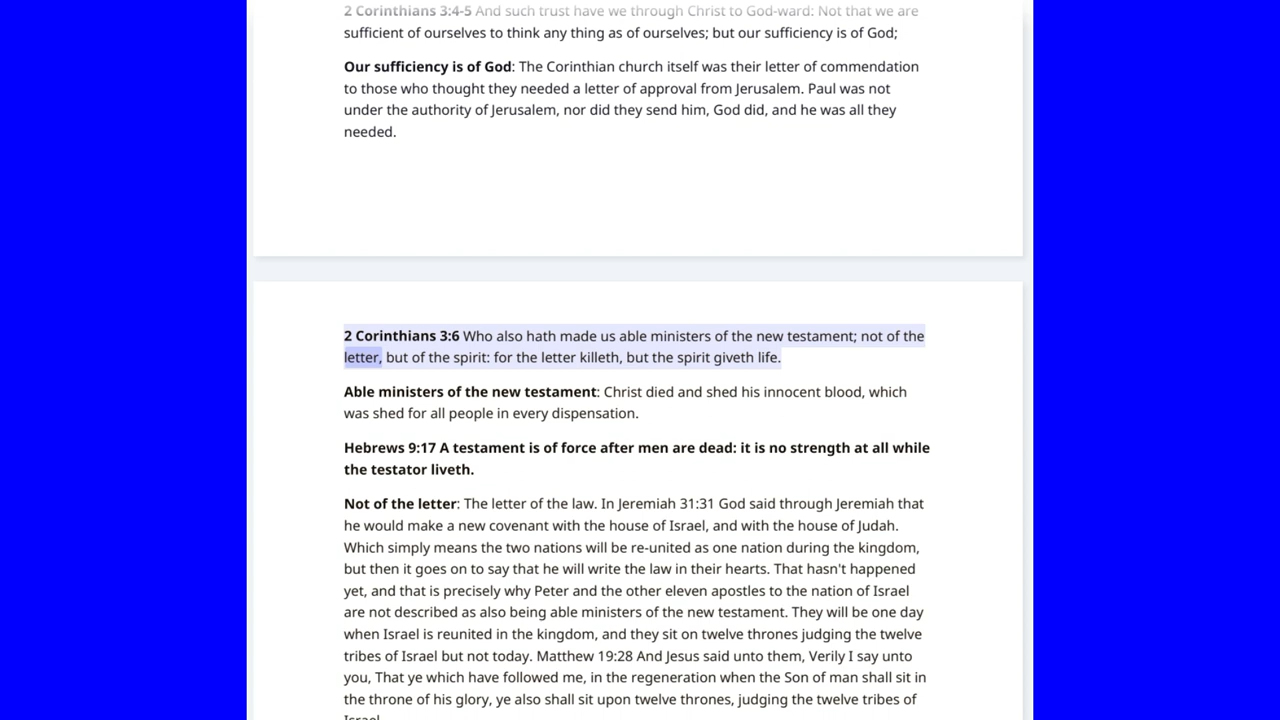 2 Corinthians 3:4-5 And such trust have we through Christ to God-ward: Not that we are
sufficient of ourselves to think any thing as of ourselves; but our sufficiency is of God;
Our sufficiency is of God: The Corinthian church itself was their letter of commendation
to those who thought they needed a letter of approval from Jerusalem. Paul was not
under the authority of Jerusalem, nor did they send him, God did, and he was all they
needed.
2 Corinthians 3:6 Who also hath made us able ministers of the new testament; not of the
letter, but of the spirit: for the letter killeth, but the spirit giveth life.
Able ministers of the new testament: Christ died and shed his innocent blood, which
was shed for all people in every dispensation.
Hebrews 9:17 A testament is of force after men are dead: it is no strength at all while
the testator liveth.
Not of the letter: The letter of the law. In Jeremiah 31:31 God said through Jeremiah that
he would make a new covenant with the house of Israel, and with the house of Judah.
Which simply means the two nations will be re-united as one nation during the kingdom,
but then it goes on to say that he will write the law in their hearts. That hasn't happened
yet, and that is precisely why Peter and the other eleven apostles to the nation of Israel
are not described as also being able ministers of the new testament. They will be one day
when Israel is reunited in the kingdom, and they sit on twelve thrones judging the twelve
tribes of Israel but not today. Matthew 19:28 And Jesus said unto them, Verily I say unto
you, That ye which have followed me, in the regeneration when the Son of man shall sit in
the throne of his glory, ye also shall sit upon twelve thrones, judging the twelve tribes of
Israel.